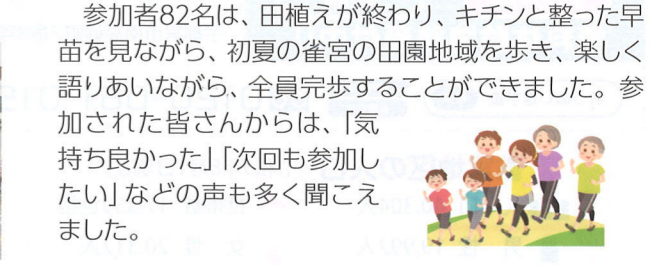 参加者82名は、田植えが終わり、キチンと整った早
苗を見ながら、初夏の雀宮の田園地域を歩き、楽しく
語りあいながら、全員完歩することができました。参
加された皆さんからは、「気
持ち良かった」「次回も参加し
たい」などの声も多く聞こえ
ました。